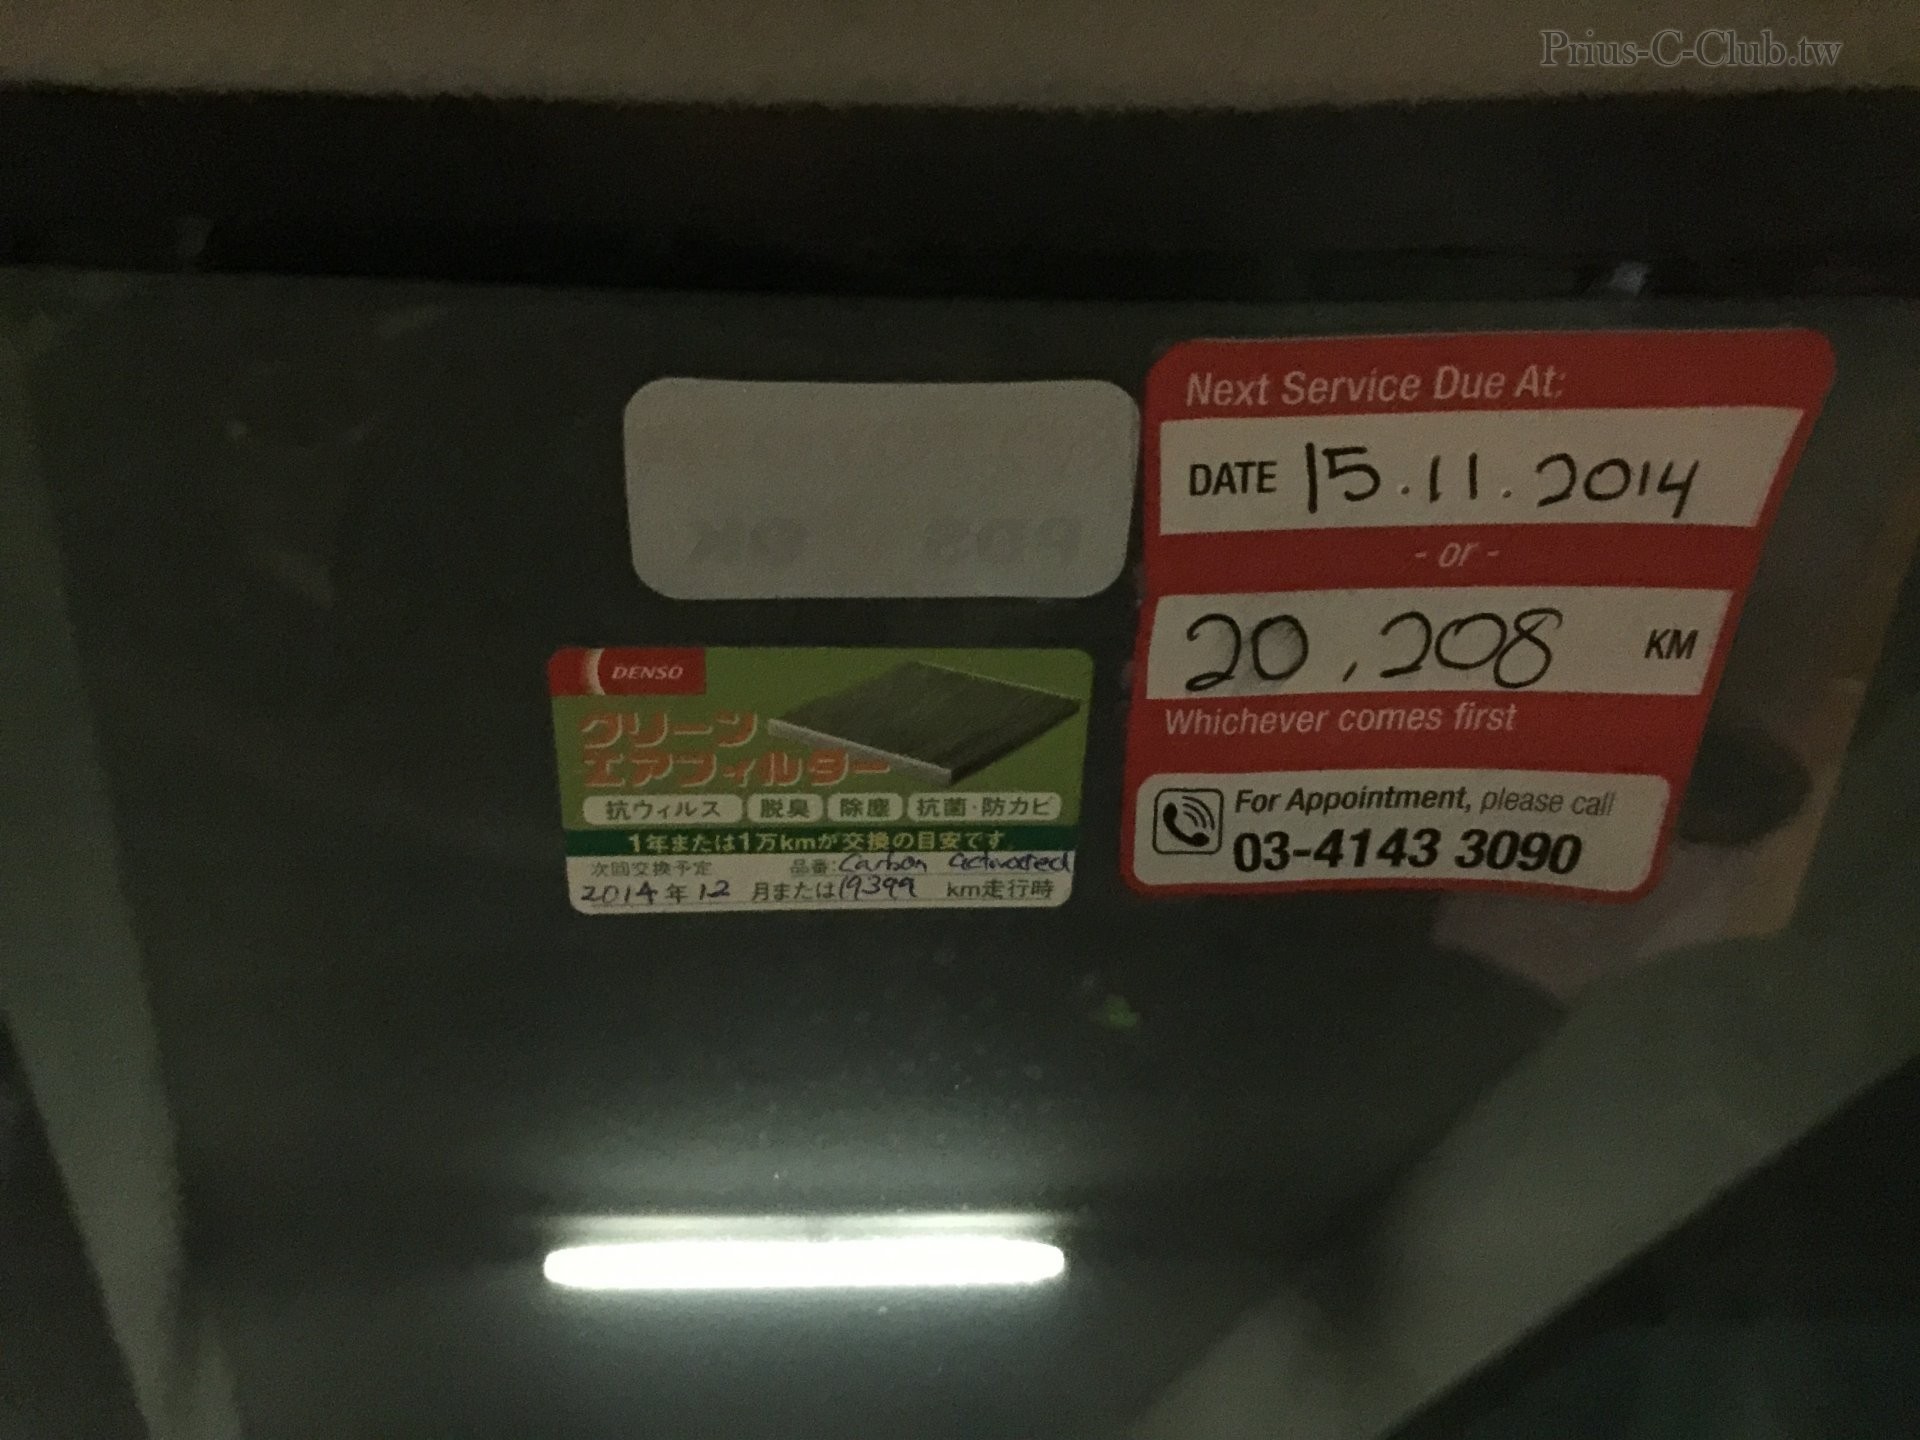 Prius-C-Club.tw
Next Service Due At:
DATE 15.11.2014
- or -
20,208 KM
Whichever comes first
For Appointment, please call
03-4143 3090
DENSO
クリーン
エアフィルター
抗ウィルス 脱臭 除塵 抗菌・防カビ
1年または1万kmが交換の目安です。
次回交換予定 品番:Carbon Activated
2014年12月または19399 km走行時